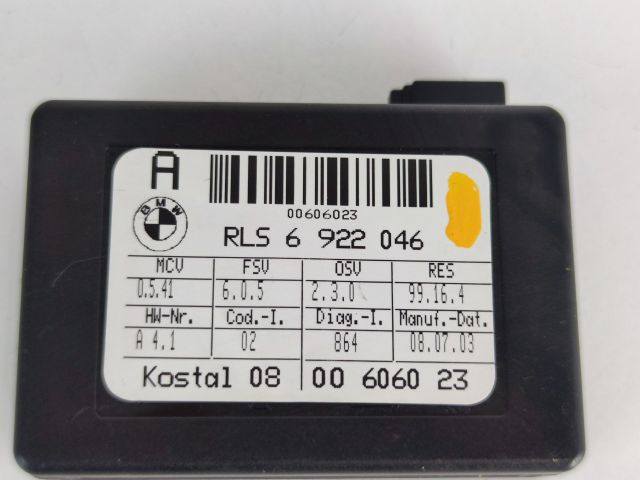 A
00606023
BMW
RLS 6 922 046
MCV FSV OSV RES
0.5.41 6.0.5 2.3.0 99.16.4
HW-Nr. Cod.-I. Diag.-I. Manuf.-Dat.
A 4.1 02 864 08.07.03
Kostal 08 00 6060 23